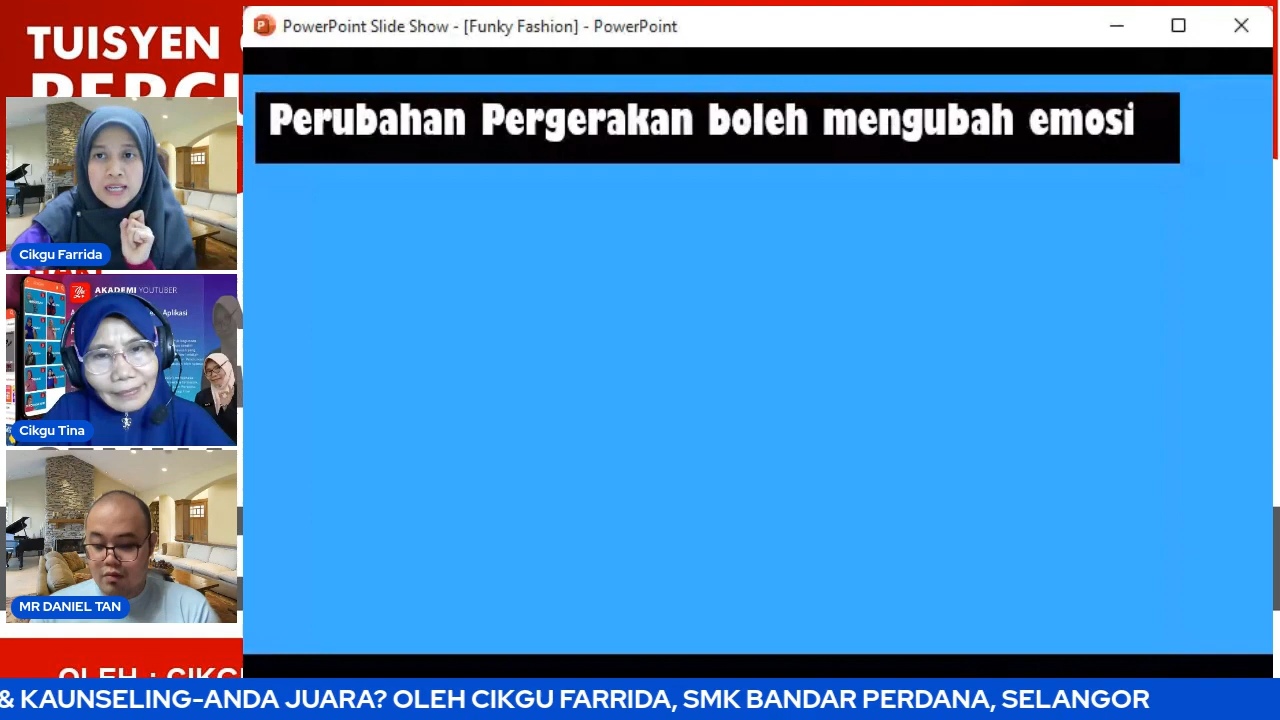 TUISYEN
PowerPoint Slide Show - [Funky Fashion] - PowerPoint
Perubahan Pergerakan boleh mengubah emosi
Cikgu Farrida
AKADEMI YOUTUBER
Aplikasi
Cikgu Tina
MR DANIEL TAN
OLEH : CIKG
& KAUNSELING-ANDA JUARA? OLEH CIKGU FARRIDA, SMK BANDAR PERDANA, SELANGOR